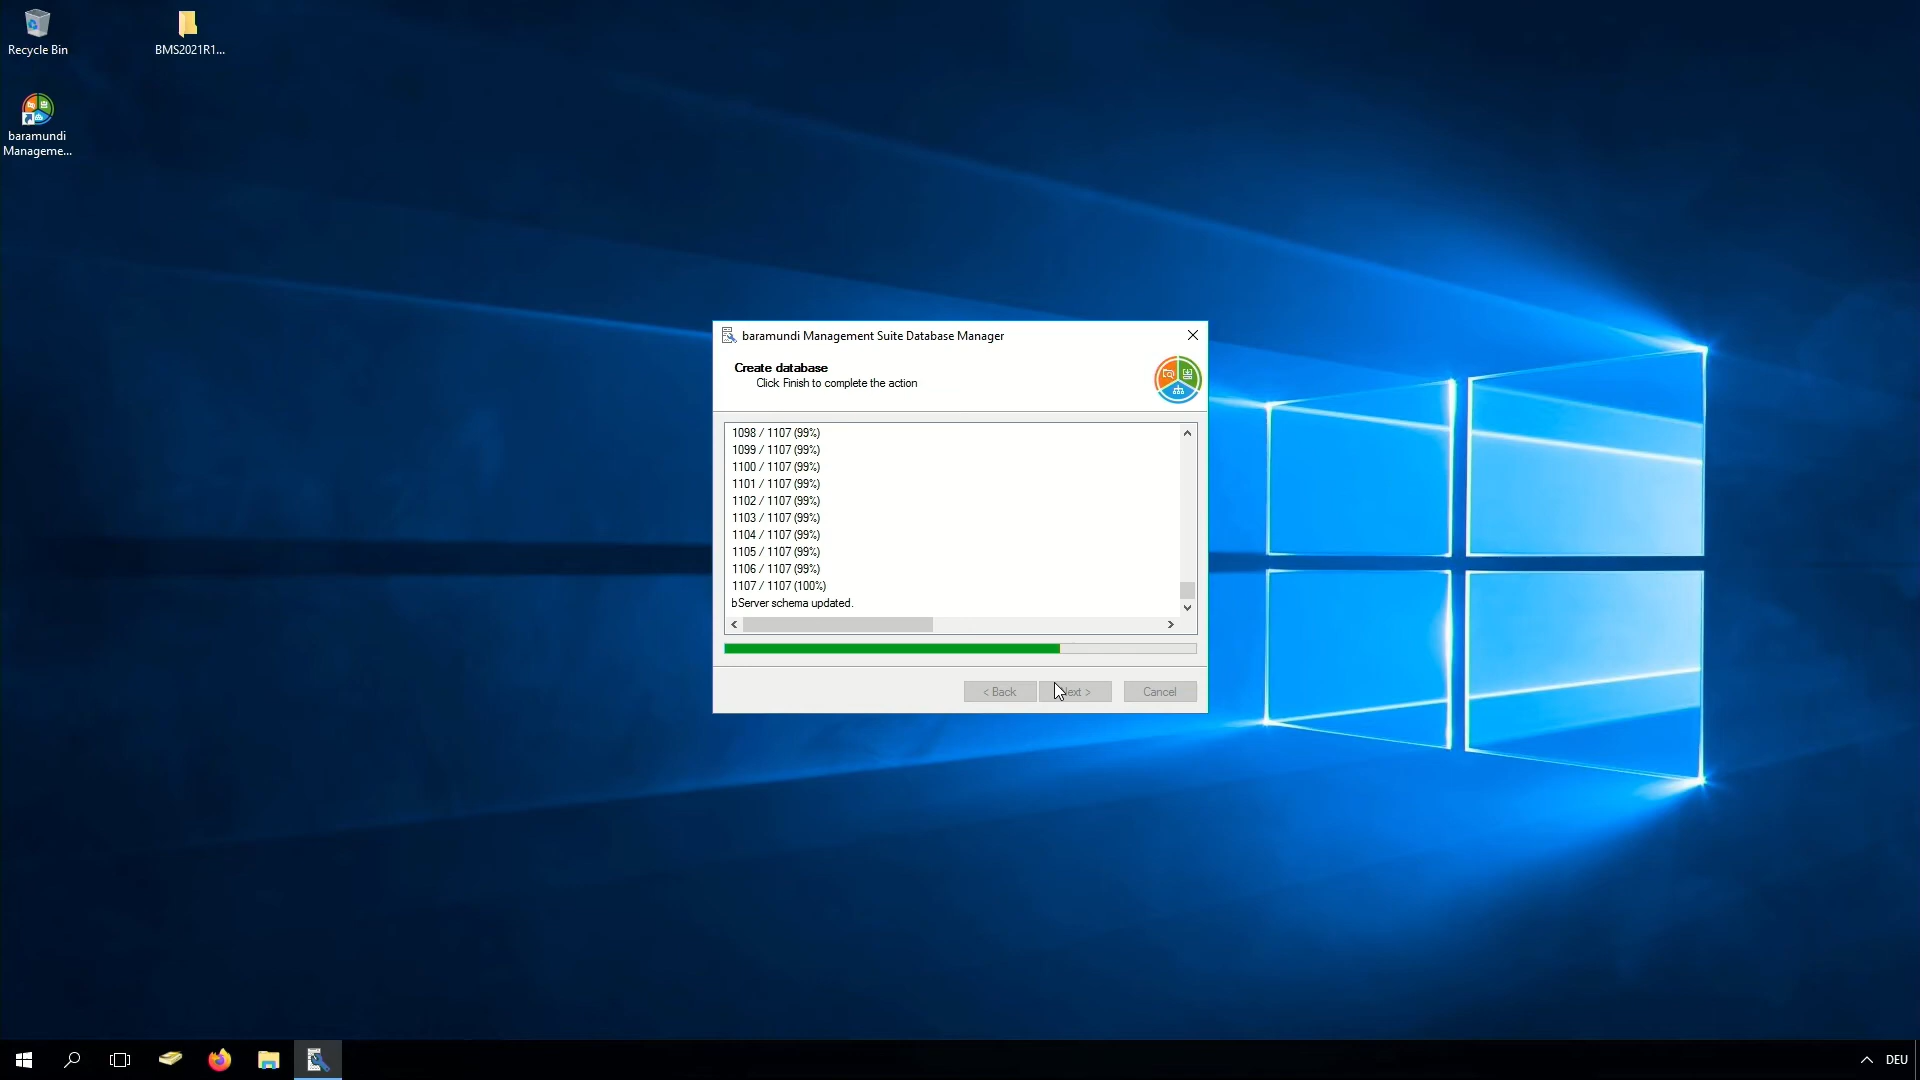 Recycle Bin
BMS2021R1...
baramundi
Manageme...
baramundi Management Suite Database Manager
Create database
Click Finish to complete the action
1098 / 1107 (99%)
1099 / 1107 (99%)
1100 / 1107 (99%)
1101 / 1107 (99%)
1102 / 1107 (99%)
1103 / 1107 (99%)
1104 / 1107 (99%)
1105 / 1107 (99%)
1106 / 1107 (99%)
1107 / 1107 (100%)
bServer schema updated.
< Back
Next >
Cancel
DEU